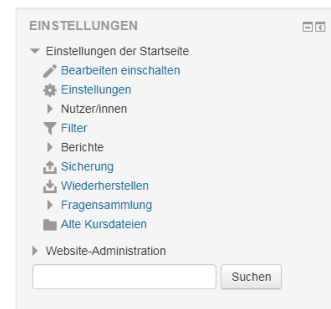 EINSTELLUNGEN
Einstellungen der Startseite
Bearbeiten einschalten
Einstellungen
Nutzer/innen
Filter
Berichte
Sicherung
Wiederherstellen
Fragensammlung
Alte Kursdateien
Website-Administration
Suchen